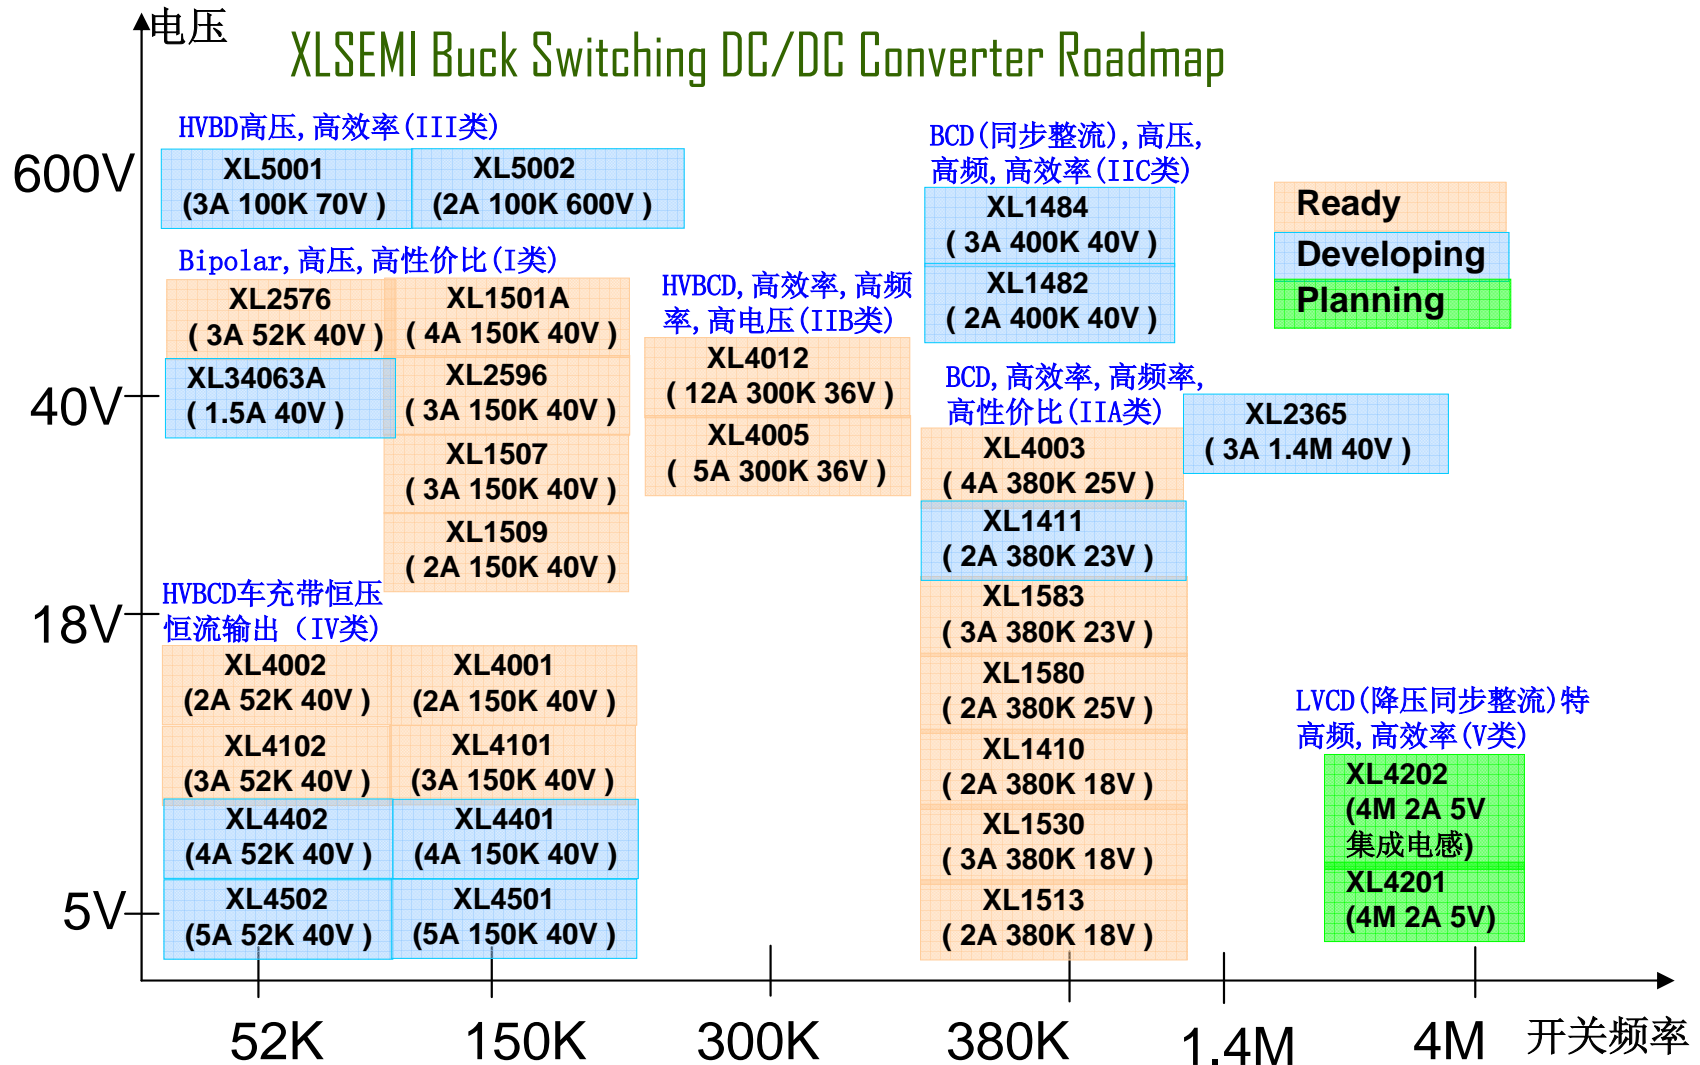 电压
XLSEMI Buck Switching DC/DC Converter Roadmap
HVBD高压,高效率(III类)
600V
XL5001
(3A 100K 70V )
XL5002
(2A 100K 600V )
BCD(同步整流),高压,
高频,高效率(IIC类)
XL1484
( 3A 400K 40V )
XL1482
( 2A 400K 40V )
Ready
Developing
Planning
Bipolar,高压,高性价比(I类)
XL2576
( 3A 52K 40V )
XL34063A
( 1.5A 40V )
XL1501A
( 4A 150K 40V )
XL2596
( 3A 150K 40V )
XL1507
( 3A 150K 40V )
XL1509
( 2A 150K 40V )
HVBCD,高效率,高频
率,高电压(IIB类)
XL4012
( 12A 300K 36V )
XL4005
( 5A 300K 36V )
40V
BCD,高效率,高频率,
高性价比(IIA类)
XL4003
( 4A 380K 25V )
XL1411
( 2A 380K 23V )
XL1583
( 3A 380K 23V )
XL1580
( 2A 380K 25V )
XL1410
( 2A 380K 18V )
XL1530
( 3A 380K 18V )
XL1513
( 2A 380K 18V )
XL2365
( 3A 1.4M 40V )
18V
HVBCD车充带恒压
恒流输出（IV类)
XL4002
(2A 52K 40V )
XL4001
(2A 150K 40V )
XL4102
(3A 52K 40V )
XL4101
(3A 150K 40V )
XL4402
(4A 52K 40V )
XL4401
(4A 150K 40V )
XL4502
(5A 52K 40V )
XL4501
(5A 150K 40V )
LVCD(降压同步整流)特
高频,高效率(V类)
XL4202
(4M 2A 5V
集成电感)
XL4201
(4M 2A 5V)
5V
52K
150K
300K
380K
1.4M
4M
开关频率